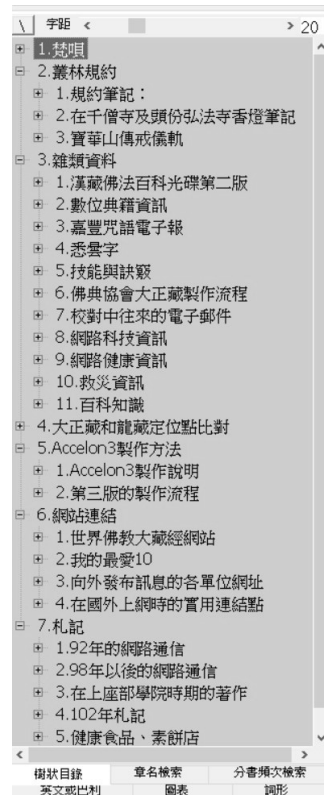 \ 字距 < > 20
1.梵唄
2.叢林規約
1.規約筆記：
2.在千僧寺及頭份弘法寺香燈筆記
3.寶華山傳戒儀軌
3.雜類資料
1.漢藏佛法百科光碟第二版
2.數位典籍資訊
3.嘉豐咒語電子報
4.悉曇字
5.技能與訣竅
6.佛典協會大正藏製作流程
7.校對中往來的電子郵件
8.網路科技資訊
9.網路健康資訊
10.救災資訊
11.百科知識
4.大正藏和龍藏定位點比對
5.Accelon3製作方法
1.Accelon3製作說明
2.第三版的製作流程
6.網站連結
1.世界佛教大藏經網站
2.我的最愛10
3.向外發布訊息的各單位網址
4.在國外上網時的實用連結點
7.札記
1.92年的網路通信
2.98年以後的網路通信
3.在上座部學院時期的著作
4.102年札記
5.健康食品、素餅店
樹狀目錄 章名檢索 分書頻次檢索
英文或巴利 圖表 詞形